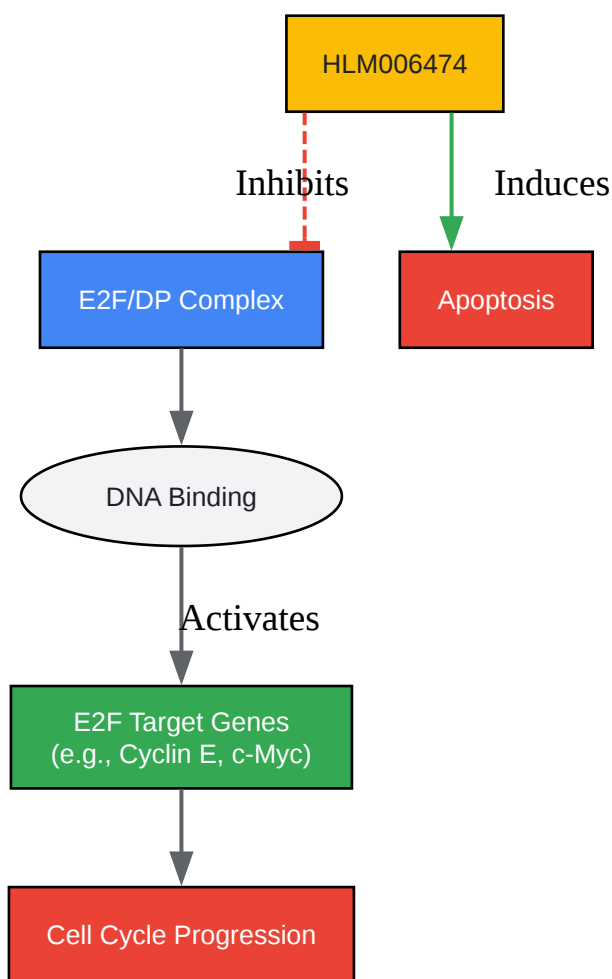 HLM006474
Inhibits
Induces
E2F/DP Complex
Apoptosis
DNA Binding
Activates
E2F Target Genes
(e.g., Cyclin E, c-Myc)
Cell Cycle Progression